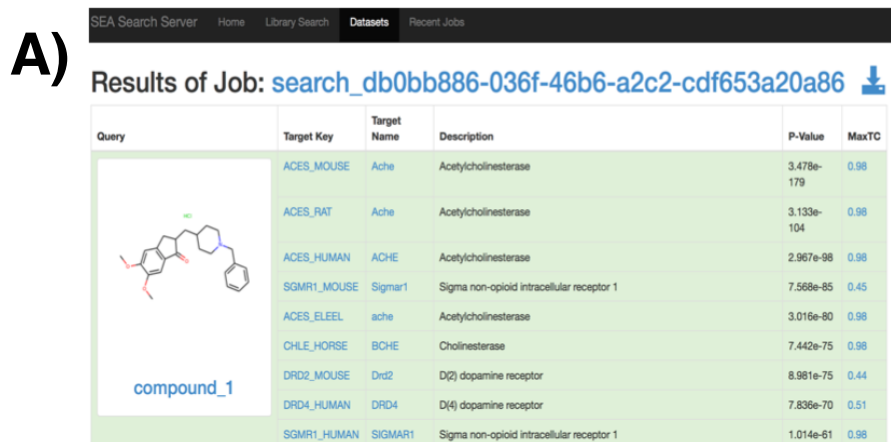 A)
SEA Search Server Home Library Search Datasets Recent Jobs
Results of Job: search_db0bb886-036f-46b6-a2c2-cdf653a20a86
Query Target Key Target Name Description P-Value MaxTC
ACES_MOUSE Ache Acetylcholinesterase 3.478e-179 0.98
ACES_RAT Ache Acetylcholinesterase 3.133e-104 0.98
ACES_HUMAN ACHE Acetylcholinesterase 2.967e-98 0.98
SGMR1_MOUSE Sigmar1 Sigma non-opioid intracellular receptor 1 7.568e-85 0.45
ACES_ELEEL ache Acetylcholinesterase 3.016e-80 0.98
CHLE_HORSE BCHE Cholinesterase 7.442e-75 0.98
DRD2_MOUSE Drd2 D(2) dopamine receptor 8.981e-75 0.44
DRD4_HUMAN DRD4 D(4) dopamine receptor 7.836e-70 0.51
SGMR1_HUMAN SIGMAR1 Sigma non-opioid intracellular receptor 1 1.014e-61 0.98
HCl
O
N
O
O
compound_1